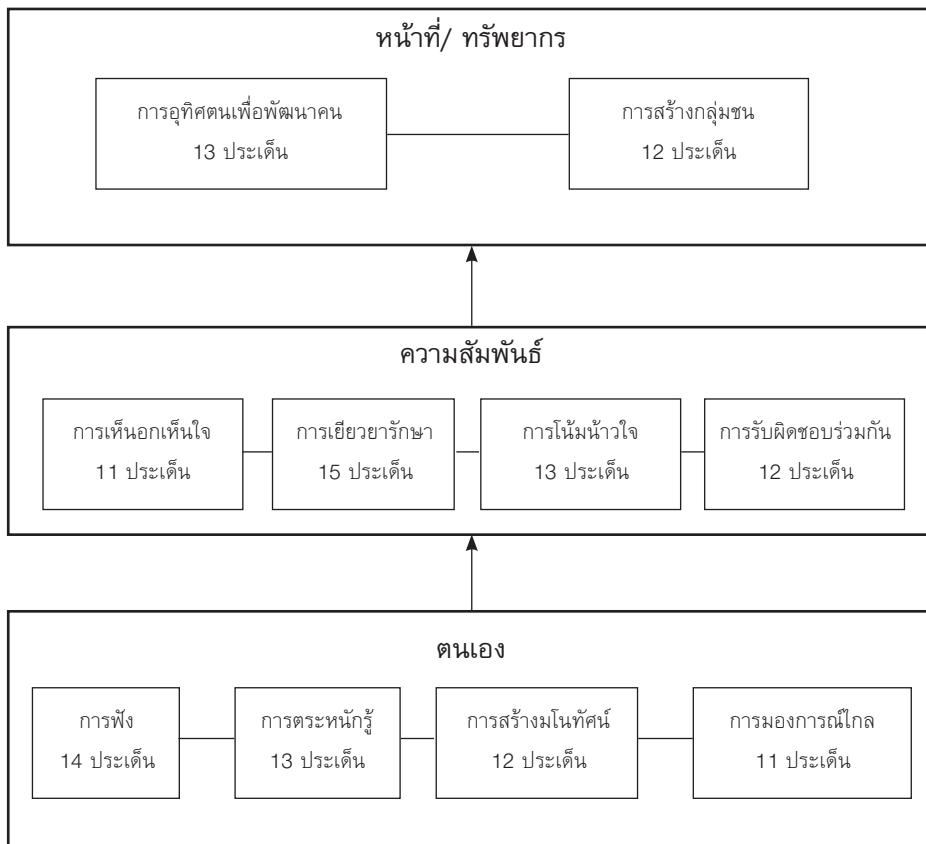 หน้าที่/ ทรัพยากร
การอุทิศตนเพื่อพัฒนาคน
13 ประเด็น
การสร้างกลุ่มชน
12 ประเด็น
ความสัมพันธ์
การเห็นอกเห็นใจ
11 ประเด็น
การเยียวยารักษา
15 ประเด็น
การโน้มน้าวใจ
13 ประเด็น
การรับผิดชอบร่วมกัน
12 ประเด็น
ตนเอง
การฟัง
14 ประเด็น
การตระหนักรู้
13 ประเด็น
การสร้างมโนทัศน์
12 ประเด็น
การมองการณ์ไกล
11 ประเด็น